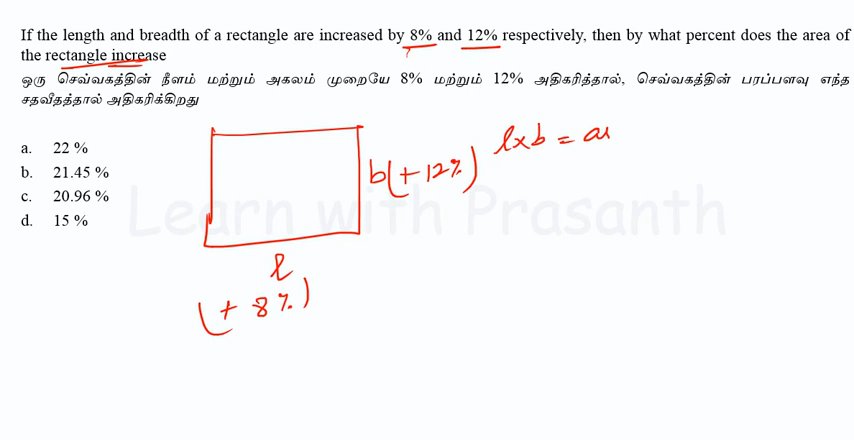 If the length and breadth of a rectangle are increased by 8% and 12% respectively, then by what percent does the area of
the rectangle increase
ஒரு செவ்வகத்தின் நீளம் மற்றும் அகலம் முறையே 8% மற்றும் 12% அதிகரித்தால், செவ்வகத்தின் பரப்பளவு எந்த
சதவீதத்தால் அதிகரிக்கிறது
a. 22 %
b. 21.45 %
c. 20.96 %
d. 15 %
l×b = ar
b(+12%)
l
(+8%)
Learn with Prasanth